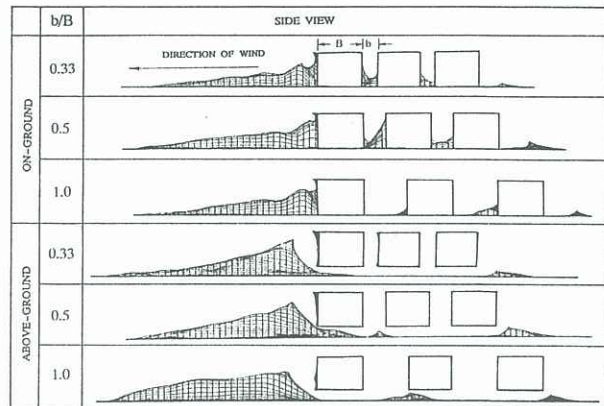 b/B SIDE VIEW
B b
DIRECTION OF WIND
0.33
ON-GROUND
0.5
1.0
0.33
ABOVE-GROUND
0.5
1.0